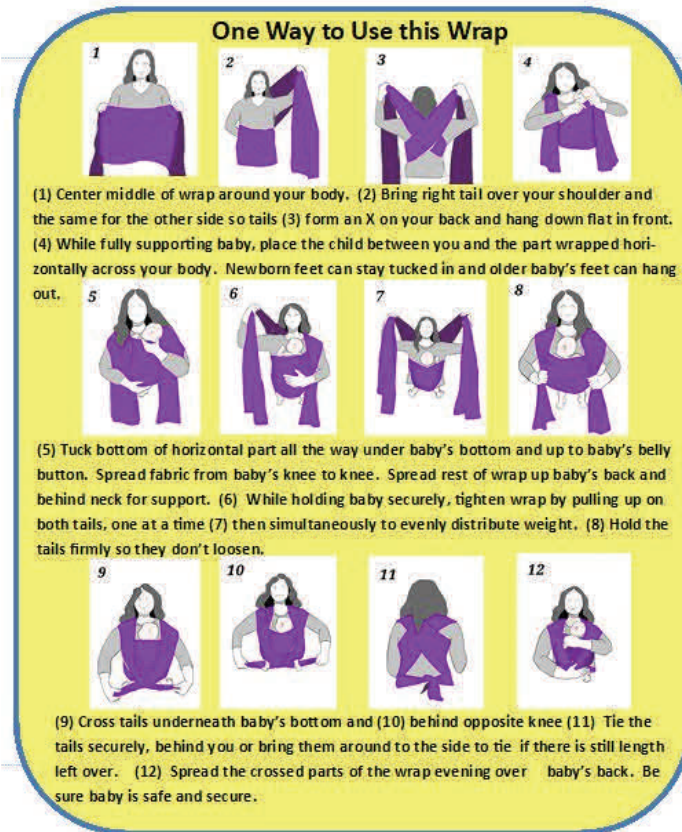 One Way to Use this Wrap
1
2
3
4
(1) Center middle of wrap around your body. (2) Bring right tail over your shoulder and
the same for the other side so tails (3) form an X on your back and hang down flat in front.
(4) While fully supporting baby, place the child between you and the part wrapped hori-
zontally across your body. Newborn feet can stay tucked in and older baby's feet can hang
out.
5
6
7
8
(5) Tuck bottom of horizontal part all the way under baby's bottom and up to baby's belly
button. Spread fabric from baby's knee to knee. Spread rest of wrap up baby's back and
behind neck for support. (6) While holding baby securely, tighten wrap by pulling up on
both tails, one at a time (7) then simultaneously to evenly distribute weight. (8) Hold the
tails firmly so they don't loosen.
9
10
11
12
(9) Cross tails underneath baby's bottom and (10) behind opposite knee (11) Tie the
tails securely, behind you or bring them around to the side to tie if there is still length
left over. (12) Spread the crossed parts of the wrap evening over baby's back. Be
sure baby is safe and secure.